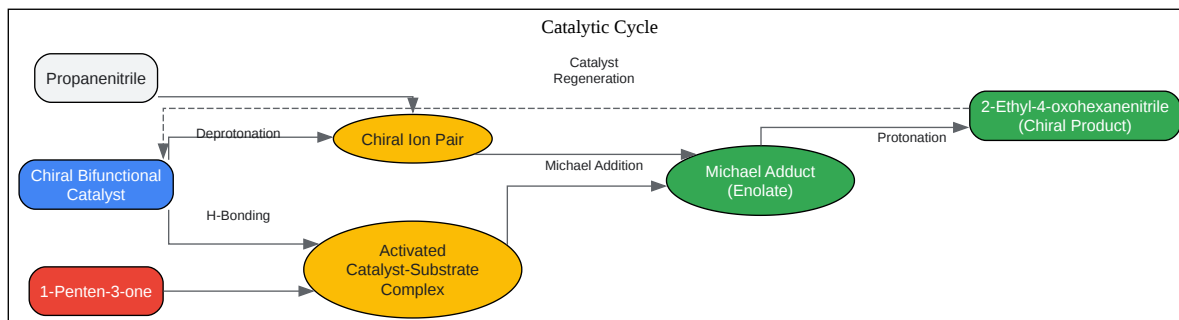 Catalytic Cycle
Propanenitrile
Catalyst
Regeneration
2-Ethyl-4-oxohexanenitrile
(Chiral Product)
Deprotonation
Chiral Ion Pair
Protonation
Michael Addition
Chiral Bifunctional
Catalyst
Michael Adduct
(Enolate)
H-Bonding
Activated
Catalyst-Substrate
Complex
1-Penten-3-one